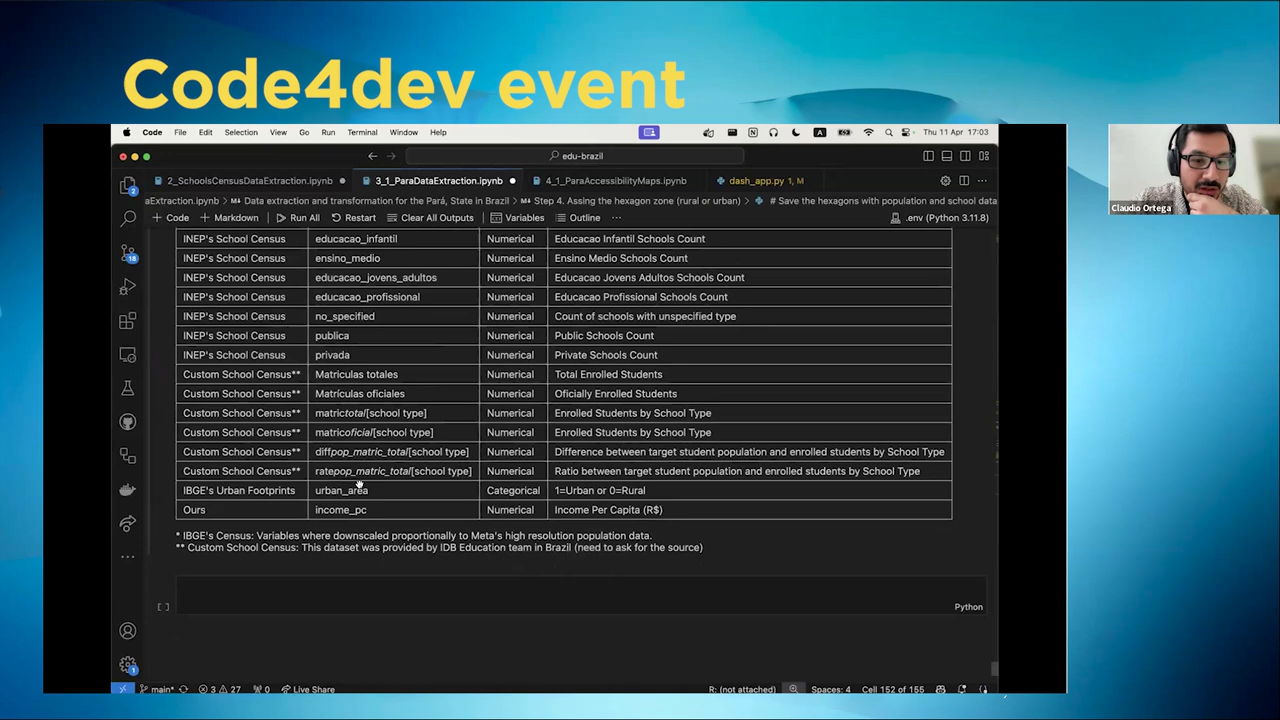 Code4dev event
Code File Edit Selection View Go Run Terminal Window Help Thu 11 Apr 17:03
edu-brazil
2_SchoolsCensusDataExtraction.ipynb 3_1_ParaDataExtraction.ipynb 4_1_ParaAccessibilityMaps.ipynb dash_app.py 1, M
aExtraction.ipynb > Data extraction and transformation for the Pará, State in Brazil > Step 4. Assing the hexagon zone (rural or urban) > # Save the hexagons with population and school data
+ Code + Markdown Run All Restart Clear All Outputs Variables Outline ... .env (Python 3.11.8)
INEP's School Census educacao_infantil Numerical Educacao Infantil Schools Count
INEP's School Census ensino_medio Numerical Ensino Medio Schools Count
INEP's School Census educacao_jovens_adultos Numerical Educacao Jovens Adultos Schools Count
INEP's School Census educacao_profissional Numerical Educacao Profissional Schools Count
INEP's School Census no_specified Numerical Count of schools with unspecified type
INEP's School Census publica Numerical Public Schools Count
INEP's School Census privada Numerical Private Schools Count
Custom School Census** Matriculas totales Numerical Total Enrolled Students
Custom School Census** Matrículas oficiales Numerical Oficially Enrolled Students
Custom School Census** matrictotal[school type] Numerical Enrolled Students by School Type
Custom School Census** matricoficial[school type] Numerical Enrolled Students by School Type
Custom School Census** diffpop_matric_total[school type] Numerical Difference between target student population and enrolled students by School Type
Custom School Census** ratepop_matric_total[school type] Numerical Ratio between target student population and enrolled students by School Type
IBGE's Urban Footprints urban_area Categorical 1=Urban or 0=Rural
Ours income_pc Numerical Income Per Capita (R$)
* IBGE's Census: Variables where downscaled proportionally to Meta's high resolution population data.
** Custom School Census: This dataset was provided by IDB Education team in Brazil (need to ask for the source)
[ ] Python
main* 3 27 0 Live Share R: (not attached) Spaces: 4 Cell 152 of 155
2
18
1
Claudio Ortega